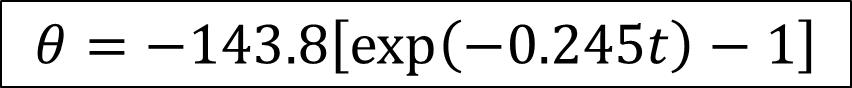 θ = −143.8[exp(−0.245t) − 1]